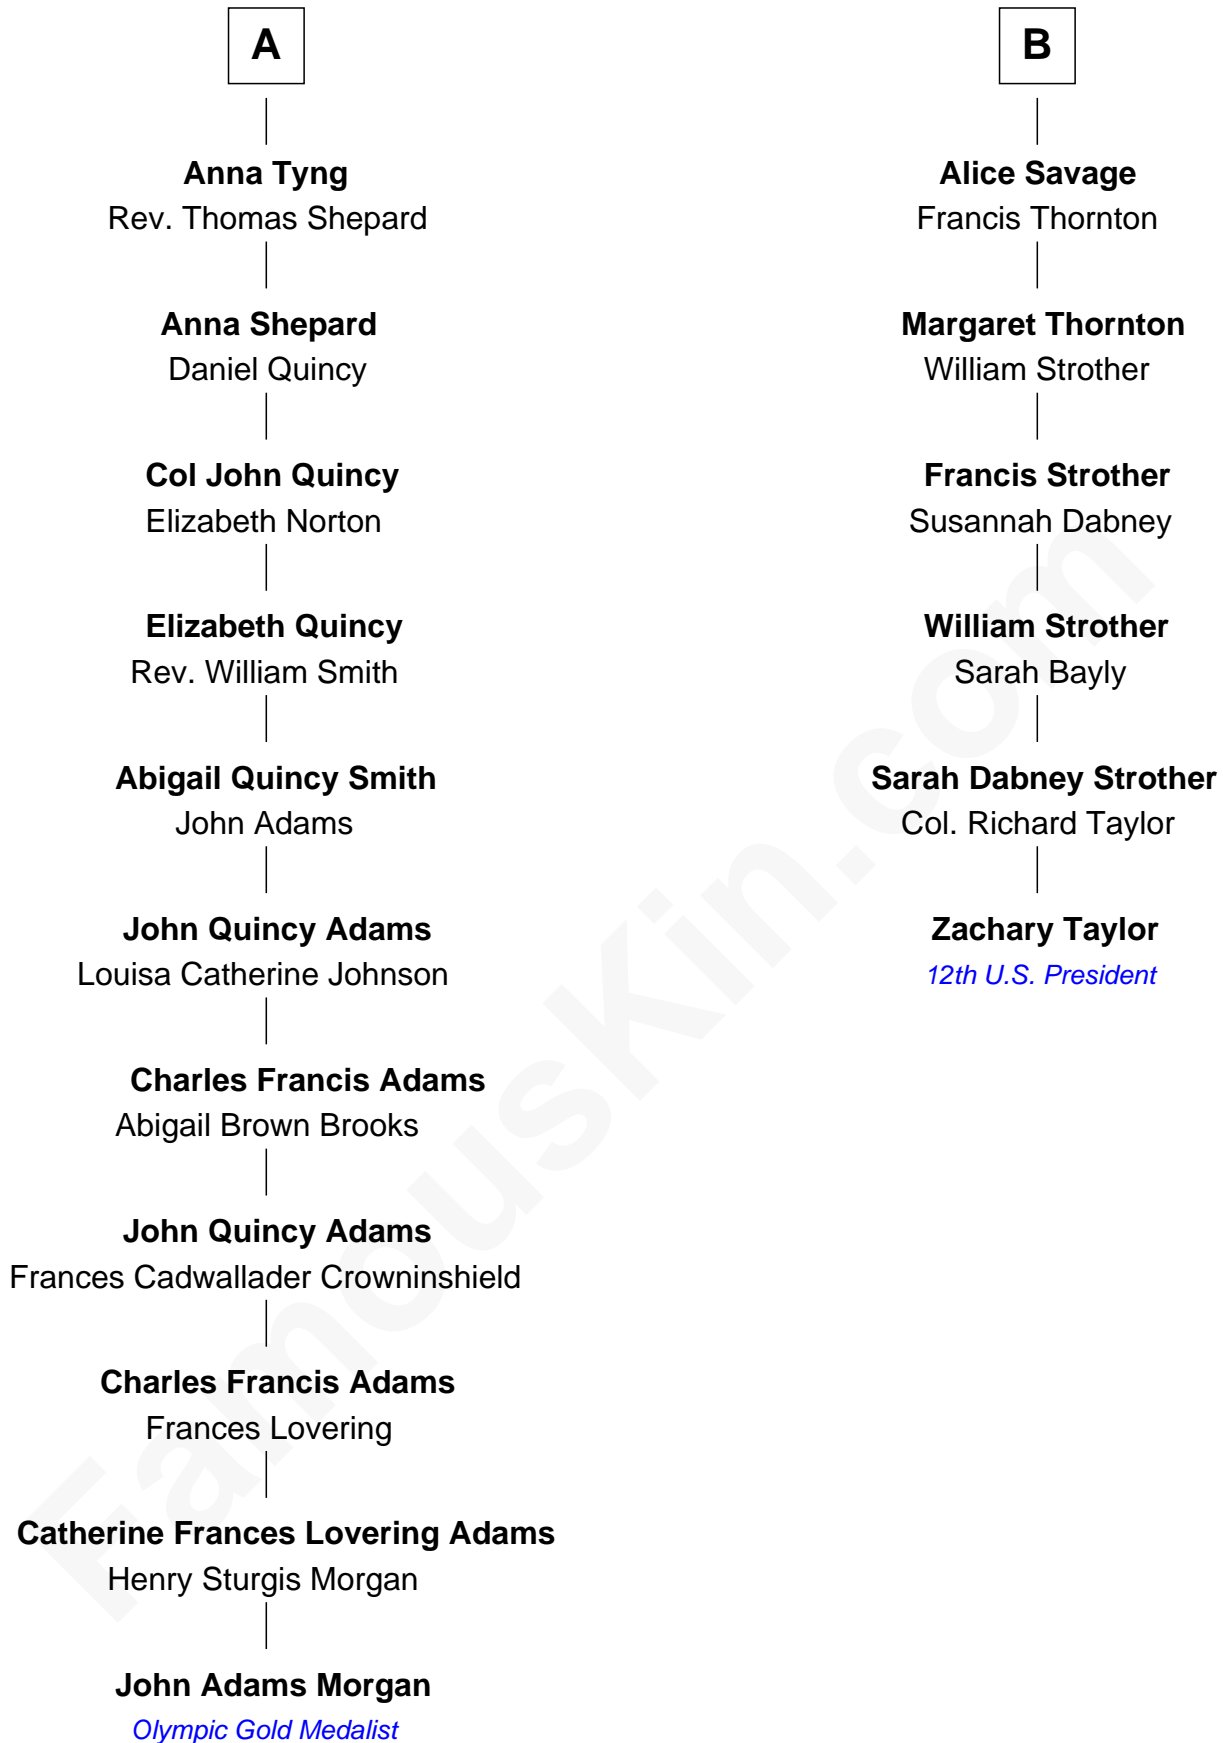 A
Anna Tyng
Rev. Thomas Shepard
Anna Shepard
Daniel Quincy
Col John Quincy
Elizabeth Norton
Elizabeth Quincy
Rev. William Smith
Abigail Quincy Smith
John Adams
John Quincy Adams
Louisa Catherine Johnson
Charles Francis Adams
Abigail Brown Brooks
John Quincy Adams
Frances Cadwallader Crowninshield
Charles Francis Adams
Frances Lovering
Catherine Frances Lovering Adams
Henry Sturgis Morgan
John Adams Morgan
Olympic Gold Medalist
B
Alice Savage
Francis Thornton
Margaret Thornton
William Strother
Francis Strother
Susannah Dabney
William Strother
Sarah Bayly
Sarah Dabney Strother
Col. Richard Taylor
Zachary Taylor
12th U.S. President
FamousKin.com